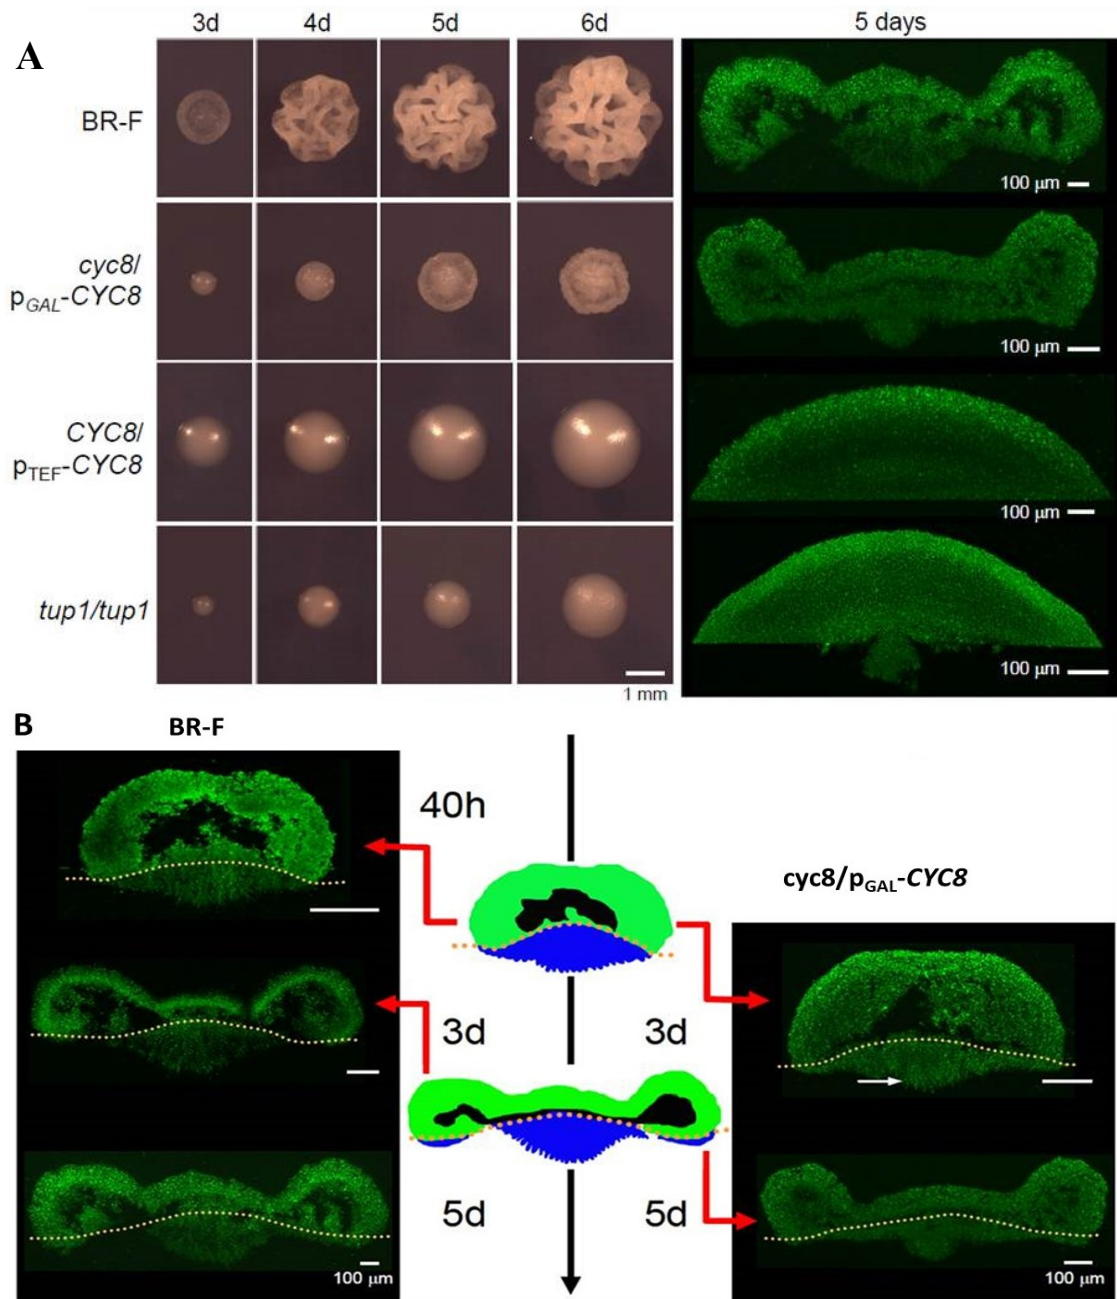 3d 4d 5d 6d 5 days
A
BR-F
100 μm
cyc8/
pGAL-CYC8
100 μm
CYC8/
pTEF-CYC8
100 μm
tup1/tup1
100 μm
1 mm
B BR-F
40h
cyc8/pGAL-CYC8
3d 3d
5d 5d
100 μm 100 μm